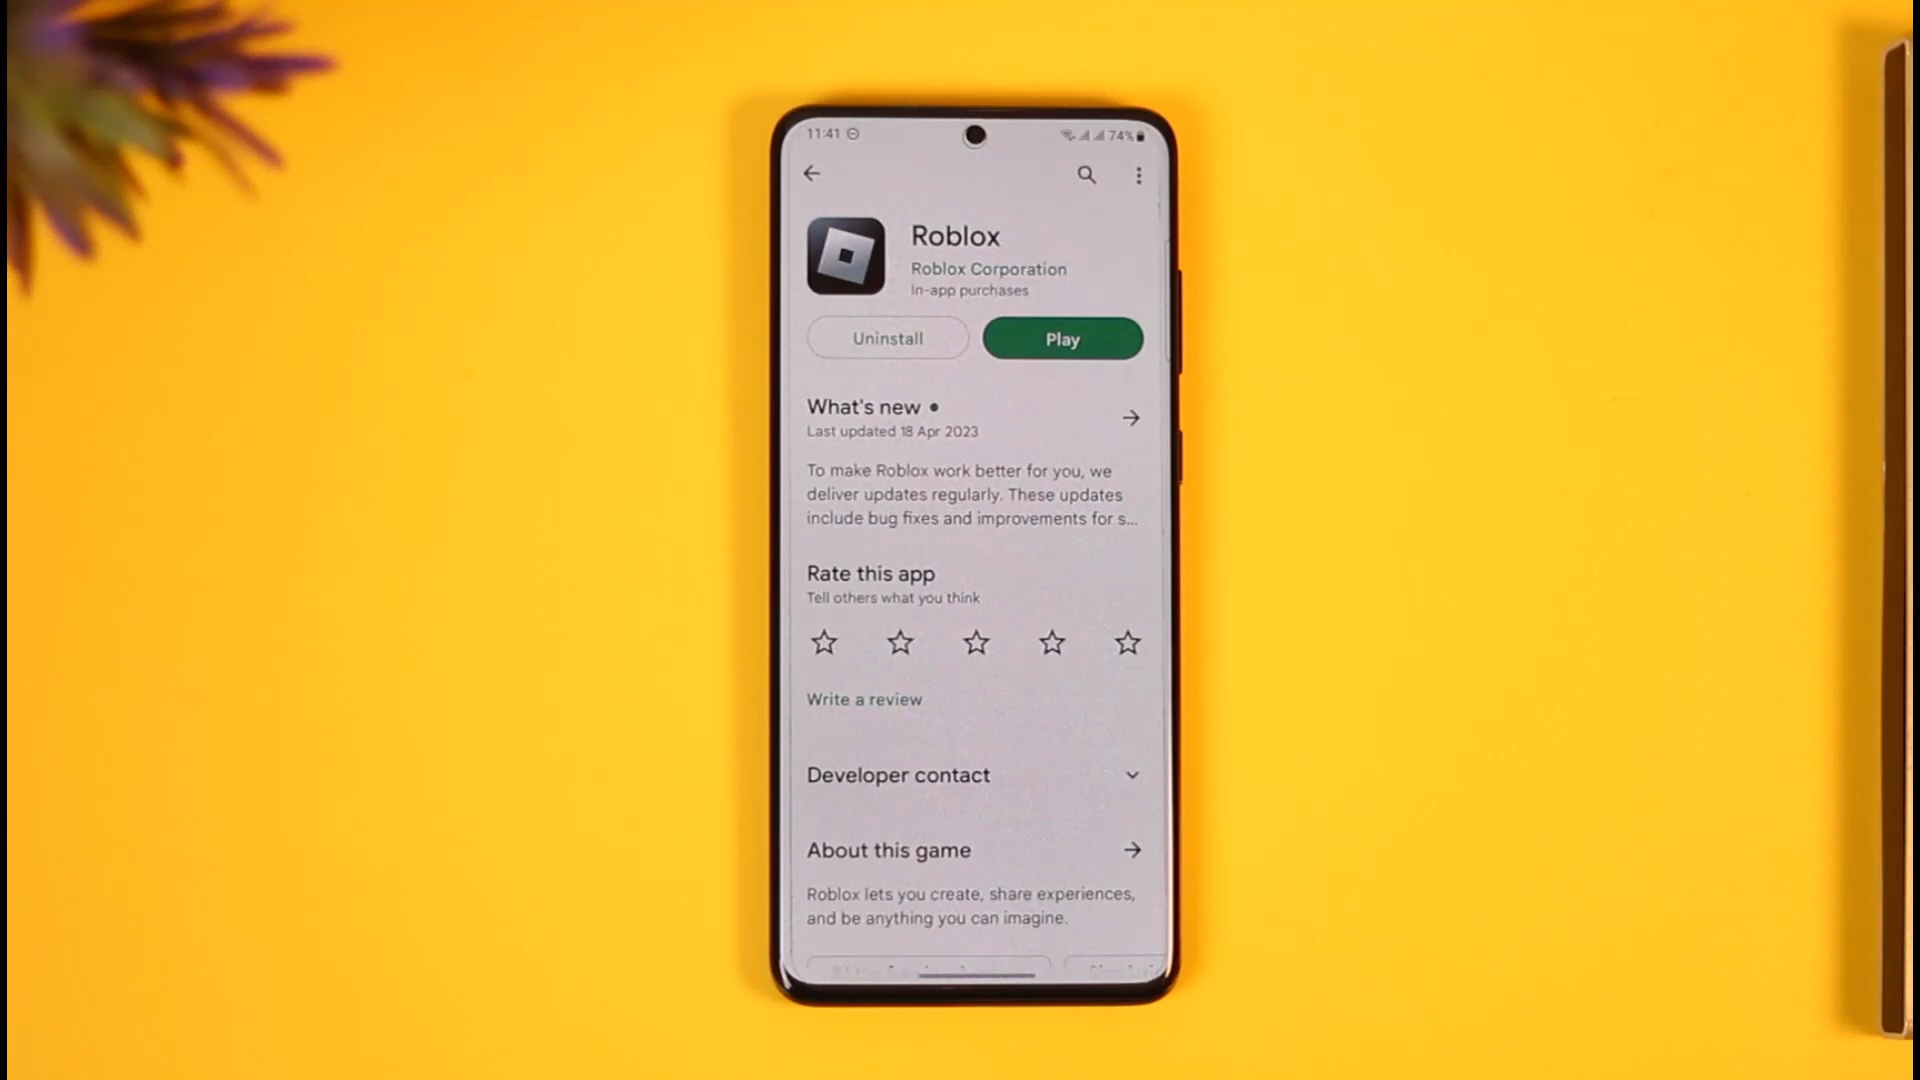 11:41
74%
Roblox
Roblox Corporation
In-app purchases
Uninstall
Play
What's new •
Last updated 18 Apr 2023
To make Roblox work better for you, we
deliver updates regularly. These updates
include bug fixes and improvements for s...
Rate this app
Tell others what you think
Write a review
Developer contact
About this game
Roblox lets you create, share experiences,
and be anything you can imagine.